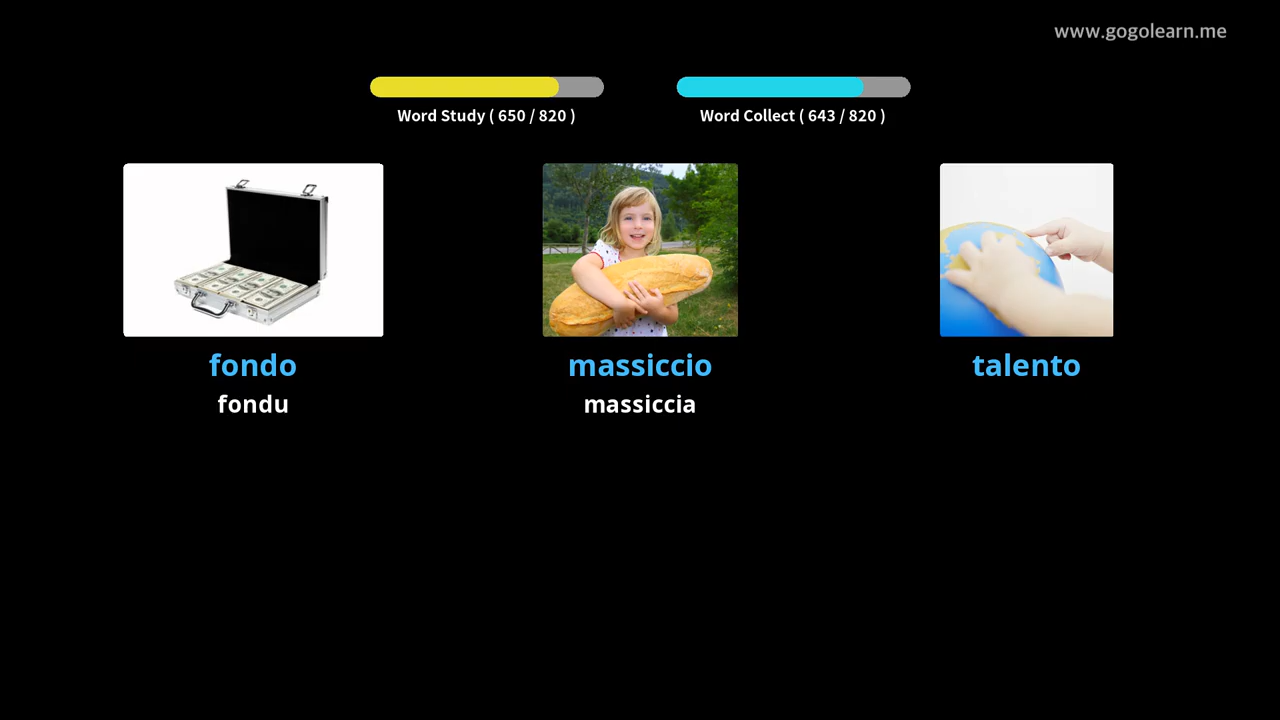 www.gogolearn.me
Word Study ( 650 / 820 )
Word Collect ( 643 / 820 )
fondo
fondu
massiccio
massiccia
talento